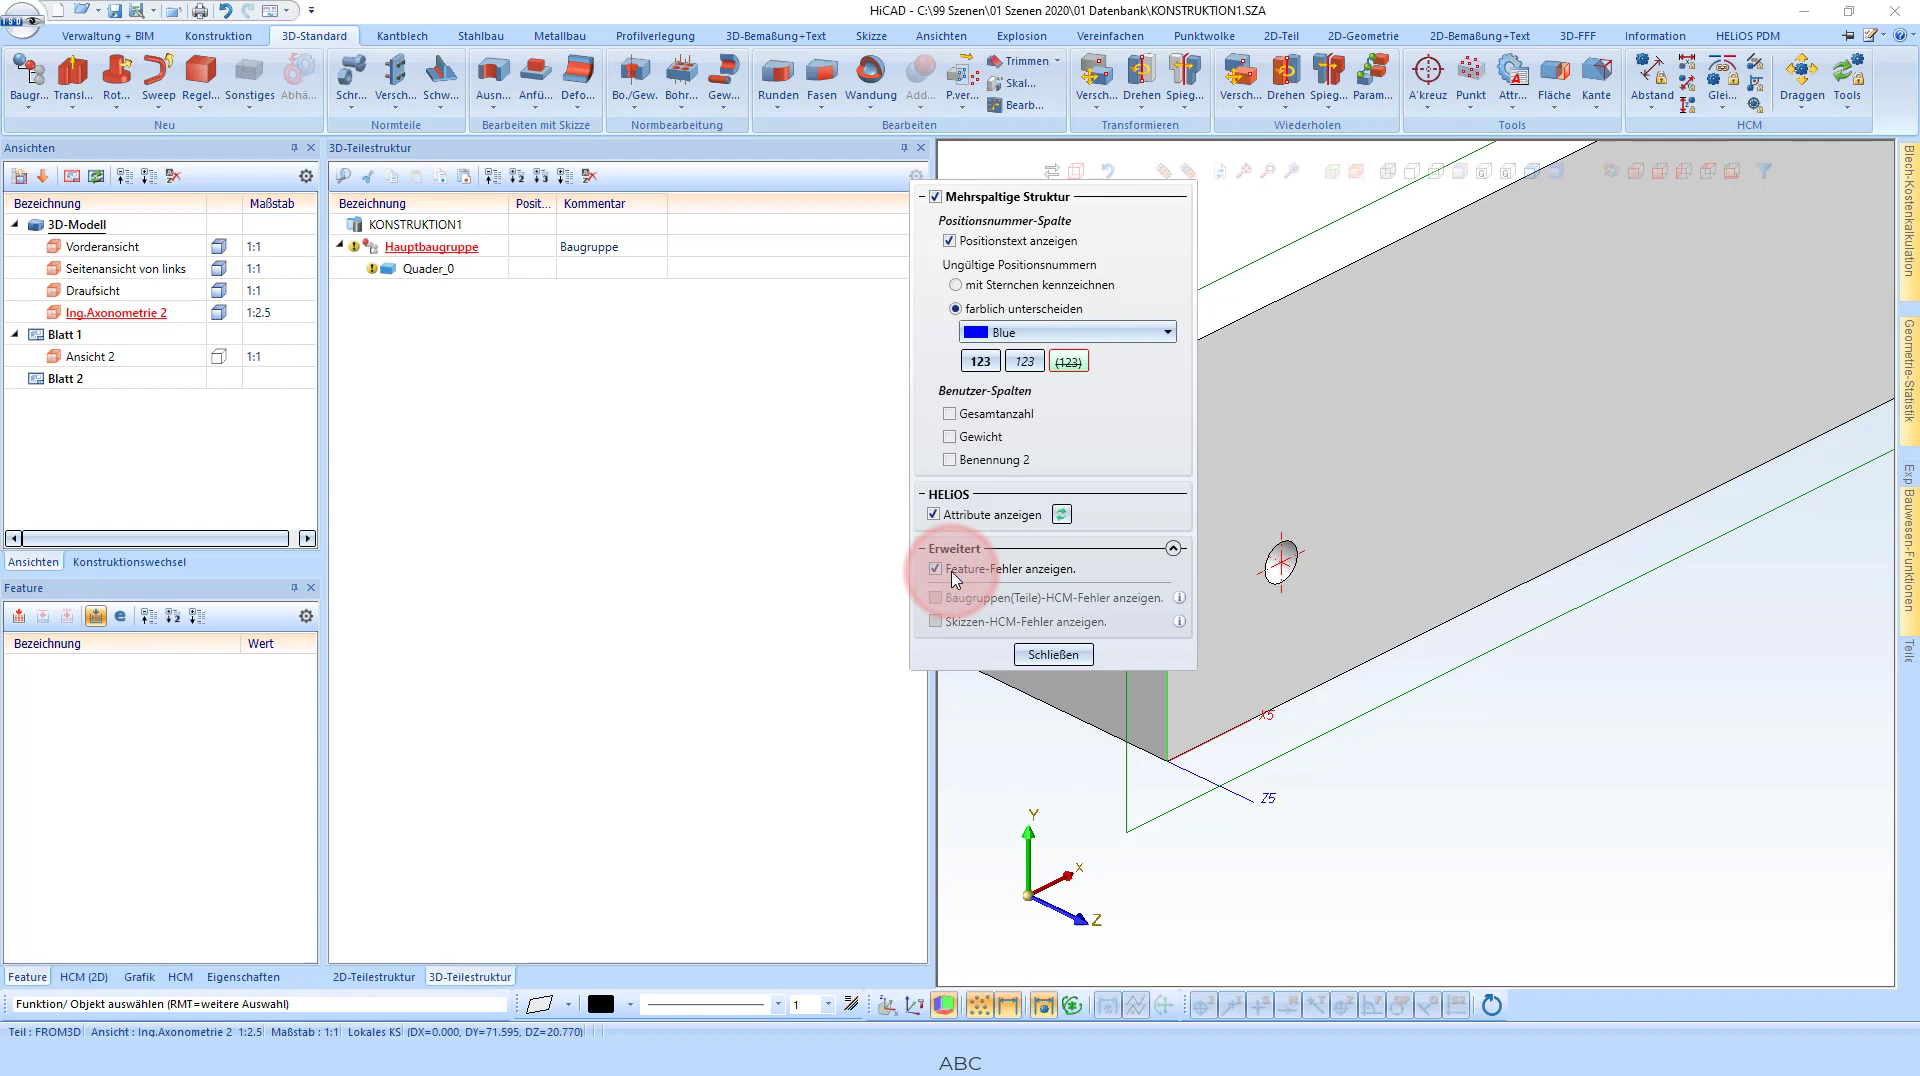 HiCAD - C:\99 Szenen\01 Szenen 2020\01 Datenbank\KONSTRUKTION1.SZA
ISD
Verwaltung + BIM Konstruktion 3D-Standard Kantblech Stahlbau Metallbau Profilverlegung 3D-Bemaßung+Text Skizze Ansichten Explosion Vereinfachen Punktwolke 2D-Teil 2D-Geometrie 2D-Bemaßung+Text 3D-FFF Information HELiOS PDM
Trimmen
Skal...
Bearb...
Baugr... Transl... Rot... Sweep Regel... Sonstiges Abhä... Schr... Versch... Schw... Ausn... Anfü... Defo... Bo./Gew. Bohr... Gew... Runden Fasen Wandung Add... P.ver... Versch... Drehen Spieg... Versch... Drehen Spieg... Param... A'kreuz Punkt Attr... Fläche Kante Abstand Glei... Draggen Tools
Neu Normteile Bearbeiten mit Skizze Normbearbeitung Bearbeiten Transformieren Wiederholen Tools HCM
Ansichten
Bezeichnung Maßstab
3D-Modell
Vorderansicht 1:1
Seitenansicht von links 1:1
Draufsicht 1:1
Ing.Axonometrie 2 1:2.5
Blatt 1
Ansicht 2 1:1
Blatt 2
Ansichten Konstruktionswechsel
Feature
Bezeichnung Wert
Feature HCM (2D) Grafik HCM Eigenschaften
3D-Teilestruktur
Bezeichnung Posit... Kommentar
KONSTRUKTION1
Hauptbaugruppe Baugruppe
Quader_0
2D-Teilestruktur 3D-Teilestruktur
Mehrspaltige Struktur
Positionsnummer-Spalte
Positionstext anzeigen
Ungültige Positionsnummern
mit Sternchen kennzeichnen
farblich unterscheiden
Blue
123 123 (123)
Benutzer-Spalten
Gesamtanzahl
Gewicht
Benennung 2
HELiOS
Attribute anzeigen
Erweitert
Feature-Fehler anzeigen.
Baugruppen(Teile)-HCM-Fehler anzeigen.
Skizzen-HCM-Fehler anzeigen.
Schließen
X5
Z5
Y
X
Z
Blech-Kostenkalkulation
Geometrie-Statistik
Exp
Bauwesen-Funktionen
Teile
Funktion/ Objekt auswählen (RMT=weitere Auswahl) 1
Teil : FROM3D Ansicht : Ing.Axonometrie 2 1:2.5 Maßstab : 1:1 Lokales KS (DX=0.000, DY=71.595, DZ=20.770)
ABC